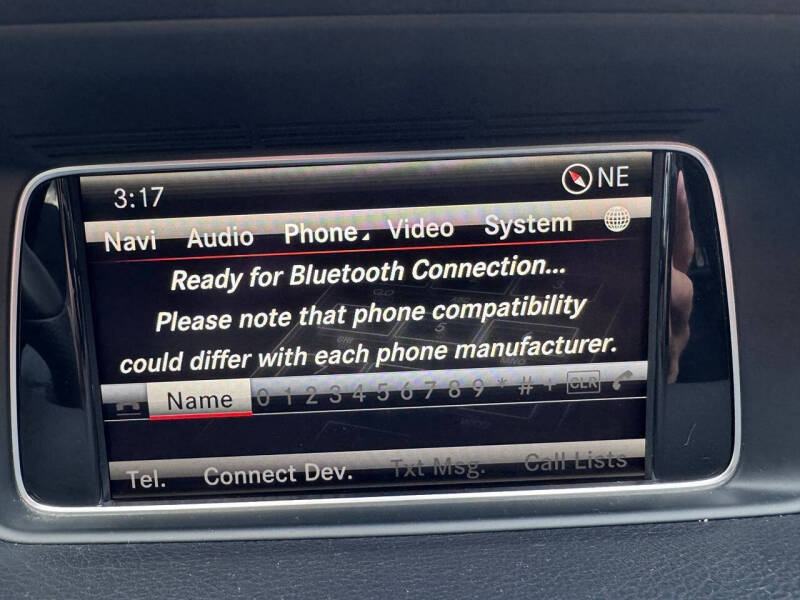 3:17 NE
Navi Audio Phone Video System
Ready for Bluetooth Connection...
Please note that phone compatibility
could differ with each phone manufacturer.
Name 0 1 2 3 4 5 6 7 8 9 * # + CLR
Tel. Connect Dev. Txt Msg. Call Lists